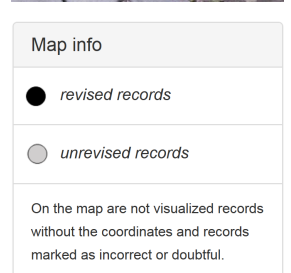 Map info
revised records
unrevised records
On the map are not visualized records
without the coordinates and records
marked as incorrect or doubtful.